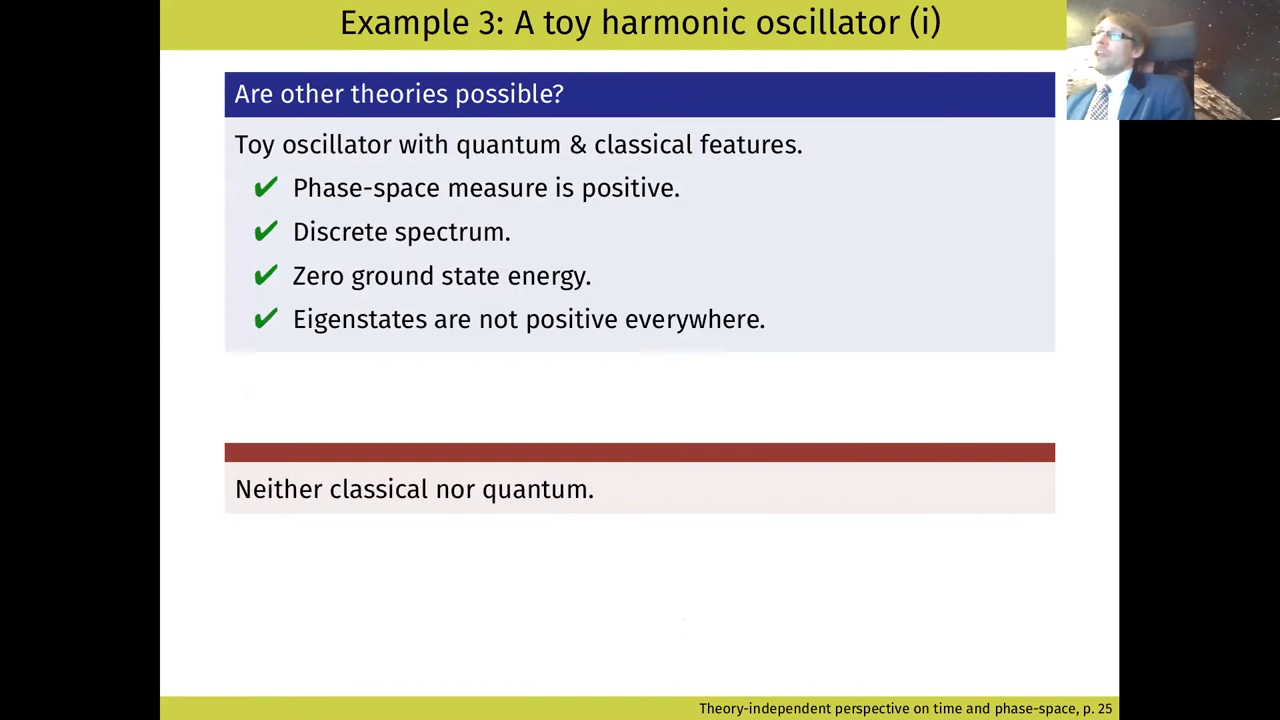 Example 3: A toy harmonic oscillator (i)
Are other theories possible?
Toy oscillator with quantum & classical features.
✔ Phase-space measure is positive.
✔ Discrete spectrum.
✔ Zero ground state energy.
✔ Eigenstates are not positive everywhere.
Neither classical nor quantum.
Theory-independent perspective on time and phase-space, p. 25